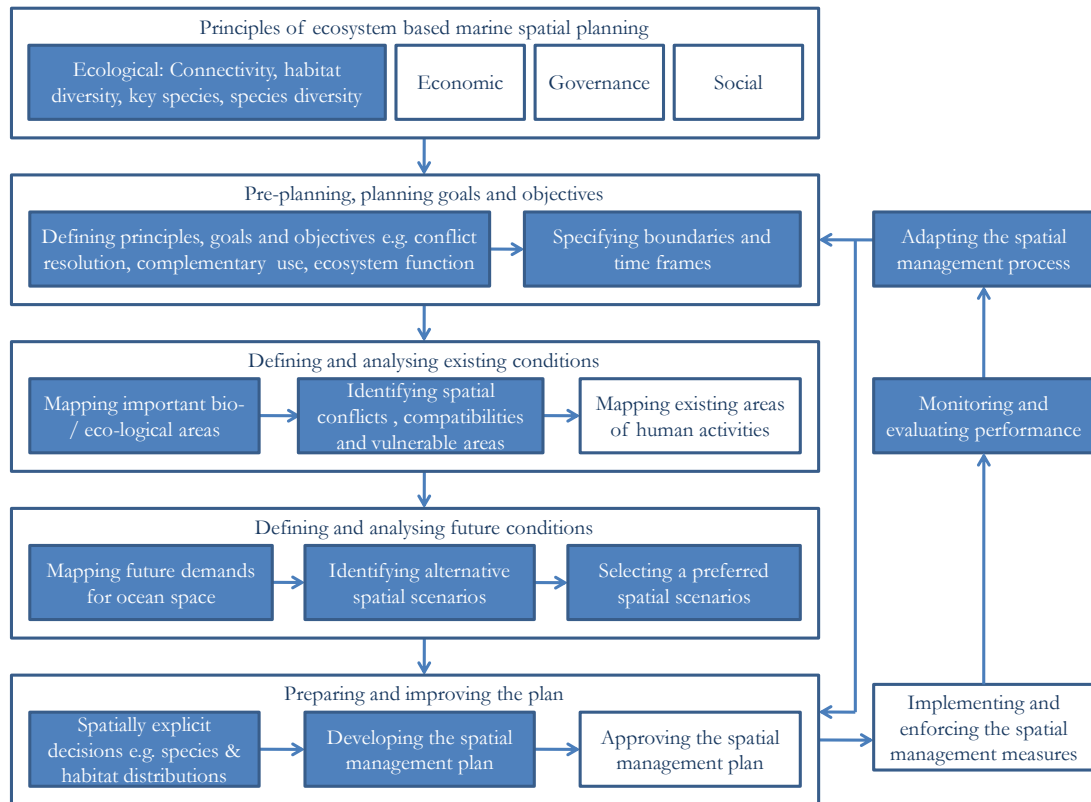 Principles of ecosystem based marine spatial planning
Ecological: Connectivity, habitat
diversity, key species, species diversity
Economic
Governance
Social
Pre-planning, planning goals and objectives
Defining principles, goals and objectives e.g. conflict
resolution, complementary use, ecosystem function
Specifying boundaries and
time frames
Adapting the spatial
management process
Defining and analysing existing conditions
Mapping important bio-
/ eco-logical areas
Identifying spatial
conflicts , compatibilities
and vulnerable areas
Mapping existing areas
of human activities
Monitoring and
evaluating performance
Defining and analysing future conditions
Mapping future demands
for ocean space
Identifying alternative
spatial scenarios
Selecting a preferred
spatial scenarios
Preparing and improving the plan
Spatially explicit
decisions e.g. species &
habitat distributions
Developing the spatial
management plan
Approving the spatial
management plan
Implementing and
enforcing the spatial
management measures